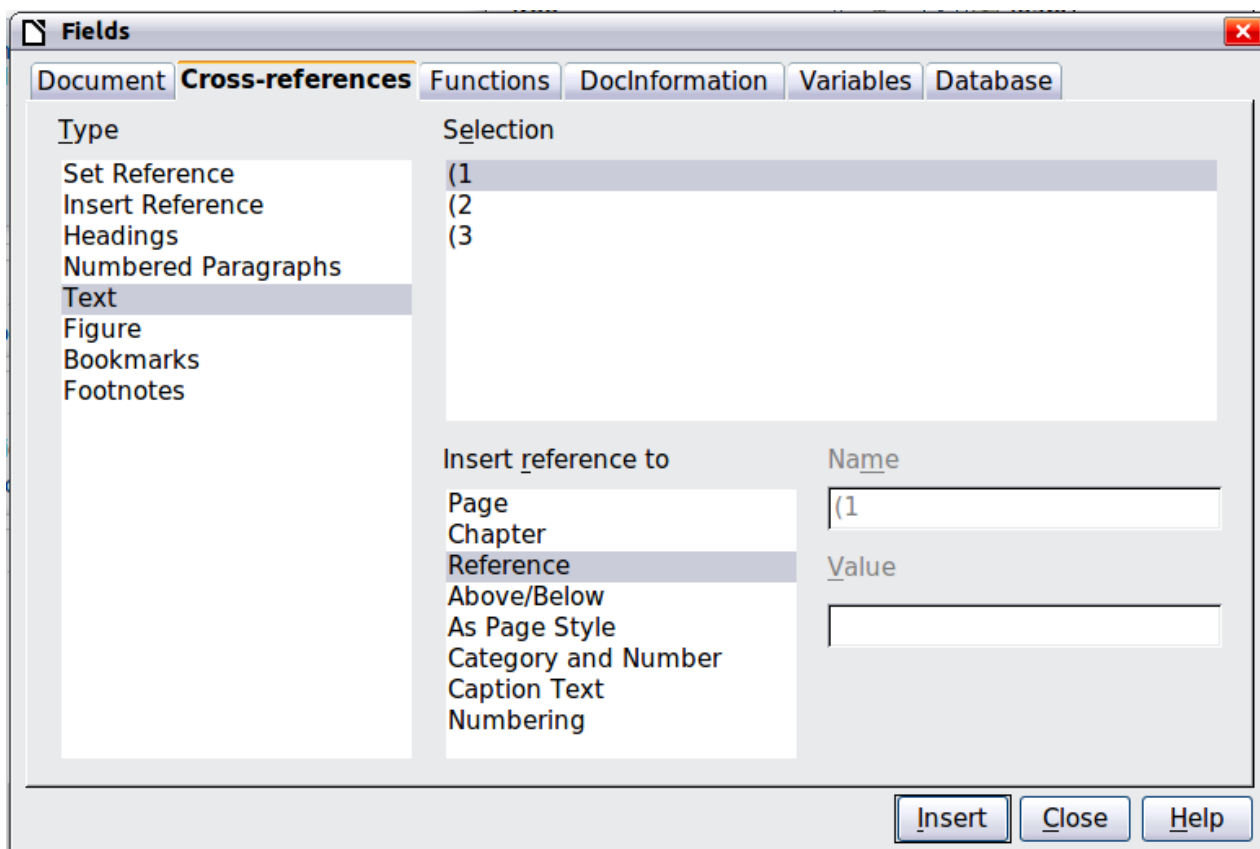 Fields
Document Cross-references Functions DocInformation Variables Database
Type
Set Reference
Insert Reference
Headings
Numbered Paragraphs
Text
Figure
Bookmarks
Footnotes
Selection
(1
(2
(3
Insert reference to
Page
Chapter
Reference
Above/Below
As Page Style
Category and Number
Caption Text
Numbering
Name
(1
Value
Insert Close Help